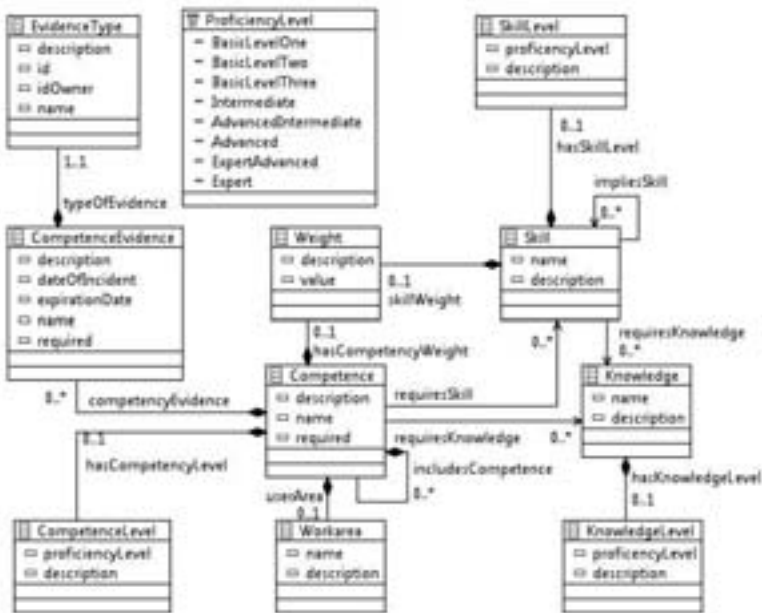 EvidenceType
description
id
idOwner
name
1..1
typeOfEvidence
ProficiencyLevel
BasicLevelOne
BasicLevelTwo
BasicLevelThree
Intermediate
AdvancedIntermediate
Advanced
ExpertAdvanced
Expert
SkillLevel
proficencyLevel
description
0..1
hasSkillLevel
impliesSkill
0..*
CompetenceEvidence
description
dateOfIncident
expirationDate
name
required
0..*
competencyEvidence
Weight
description
value
0..1
skillWeight
0..1
hasCompetencyWeight
Skill
name
description
0..*
requiresKnowledge
0..*
Competence
description
name
required
requiresSkill
requiresKnowledge
0..*
includesCompetence
0..*
Knowledge
name
description
hasKnowledgeLevel
0..1
0..1
hasCompetencyLevel
userArea
0..1
CompetenceLevel
proficiencyLevel
description
Workarea
name
description
KnowledgeLevel
proficencyLevel
description